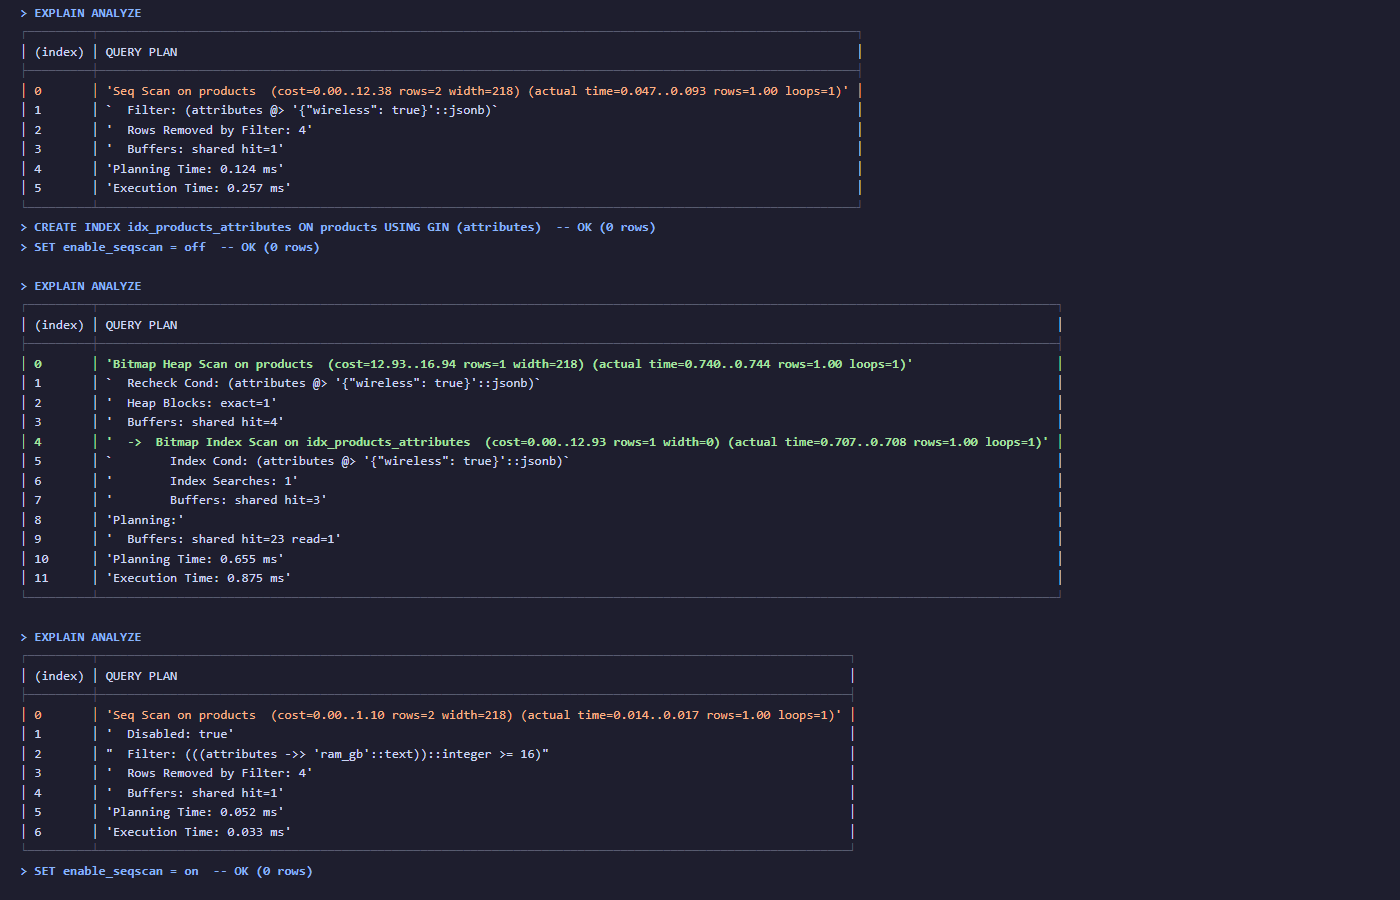 > EXPLAIN ANALYZE
(index) QUERY PLAN
0 'Seq Scan on products  (cost=0.00..12.38 rows=2 width=218) (actual time=0.047..0.093 rows=1.00 loops=1)'
1 `  Filter: (attributes @> '{"wireless": true}'::jsonb)`
2 '  Rows Removed by Filter: 4'
3 '  Buffers: shared hit=1'
4 'Planning Time: 0.124 ms'
5 'Execution Time: 0.257 ms'
> CREATE INDEX idx_products_attributes ON products USING GIN (attributes)  -- OK (0 rows)
> SET enable_seqscan = off  -- OK (0 rows)
> EXPLAIN ANALYZE
(index) QUERY PLAN
0 'Bitmap Heap Scan on products  (cost=12.93..16.94 rows=1 width=218) (actual time=0.740..0.744 rows=1.00 loops=1)'
1 `  Recheck Cond: (attributes @> '{"wireless": true}'::jsonb)`
2 '  Heap Blocks: exact=1'
3 '  Buffers: shared hit=4'
4 '  ->  Bitmap Index Scan on idx_products_attributes  (cost=0.00..12.93 rows=1 width=0) (actual time=0.707..0.708 rows=1.00 loops=1)'
5 `        Index Cond: (attributes @> '{"wireless": true}'::jsonb)`
6 '        Index Searches: 1'
7 '        Buffers: shared hit=3'
8 'Planning:'
9 '  Buffers: shared hit=23 read=1'
10 'Planning Time: 0.655 ms'
11 'Execution Time: 0.875 ms'
> EXPLAIN ANALYZE
(index) QUERY PLAN
0 'Seq Scan on products  (cost=0.00..1.10 rows=2 width=218) (actual time=0.014..0.017 rows=1.00 loops=1)'
1 '  Disabled: true'
2 "  Filter: (((attributes ->> 'ram_gb'::text))::integer >= 16)"
3 '  Rows Removed by Filter: 4'
4 '  Buffers: shared hit=1'
5 'Planning Time: 0.052 ms'
6 'Execution Time: 0.033 ms'
> SET enable_seqscan = on  -- OK (0 rows)